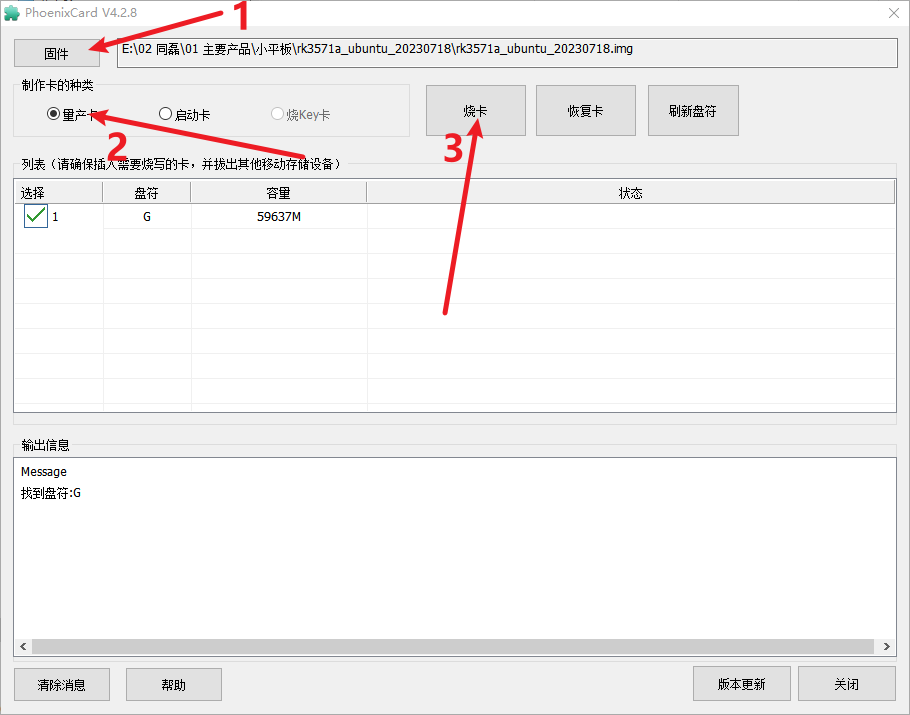 PhoenixCard V4.2.8
1
固件
E:\02 同磊\01 主要产品\小平板\rk3571a_ubuntu_20230718\rk3571a_ubuntu_20230718.img
制作卡的种类
量产卡
启动卡
烧Key卡
烧卡
恢复卡
刷新盘符
2
3
列表（请确保插入需要烧写的卡，并拔出其他移动存储设备）
选择 盘符 容量 状态
1 G 59637M
输出信息
Message
找到盘符:G
清除消息
帮助
版本更新
关闭